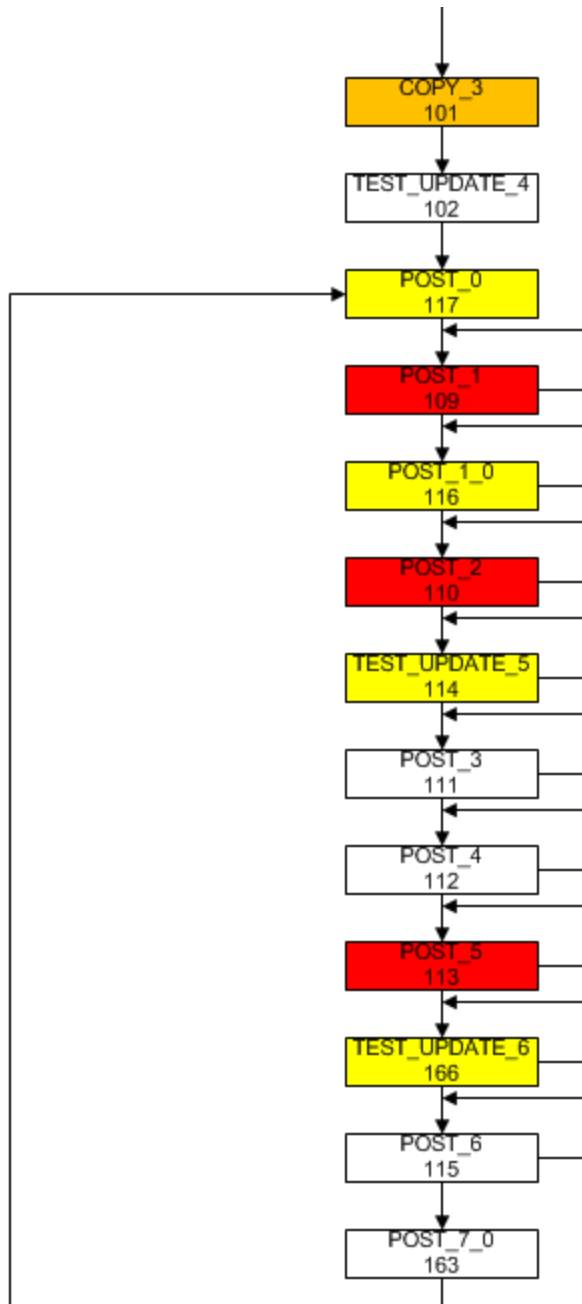 COPY_3
101
TEST_UPDATE_4
102
POST_0
117
POST_1
109
POST_1_0
116
POST_2
110
TEST_UPDATE_5
114
POST_3
111
POST_4
112
POST_5
113
TEST_UPDATE_6
166
POST_6
115
POST_7_0
163